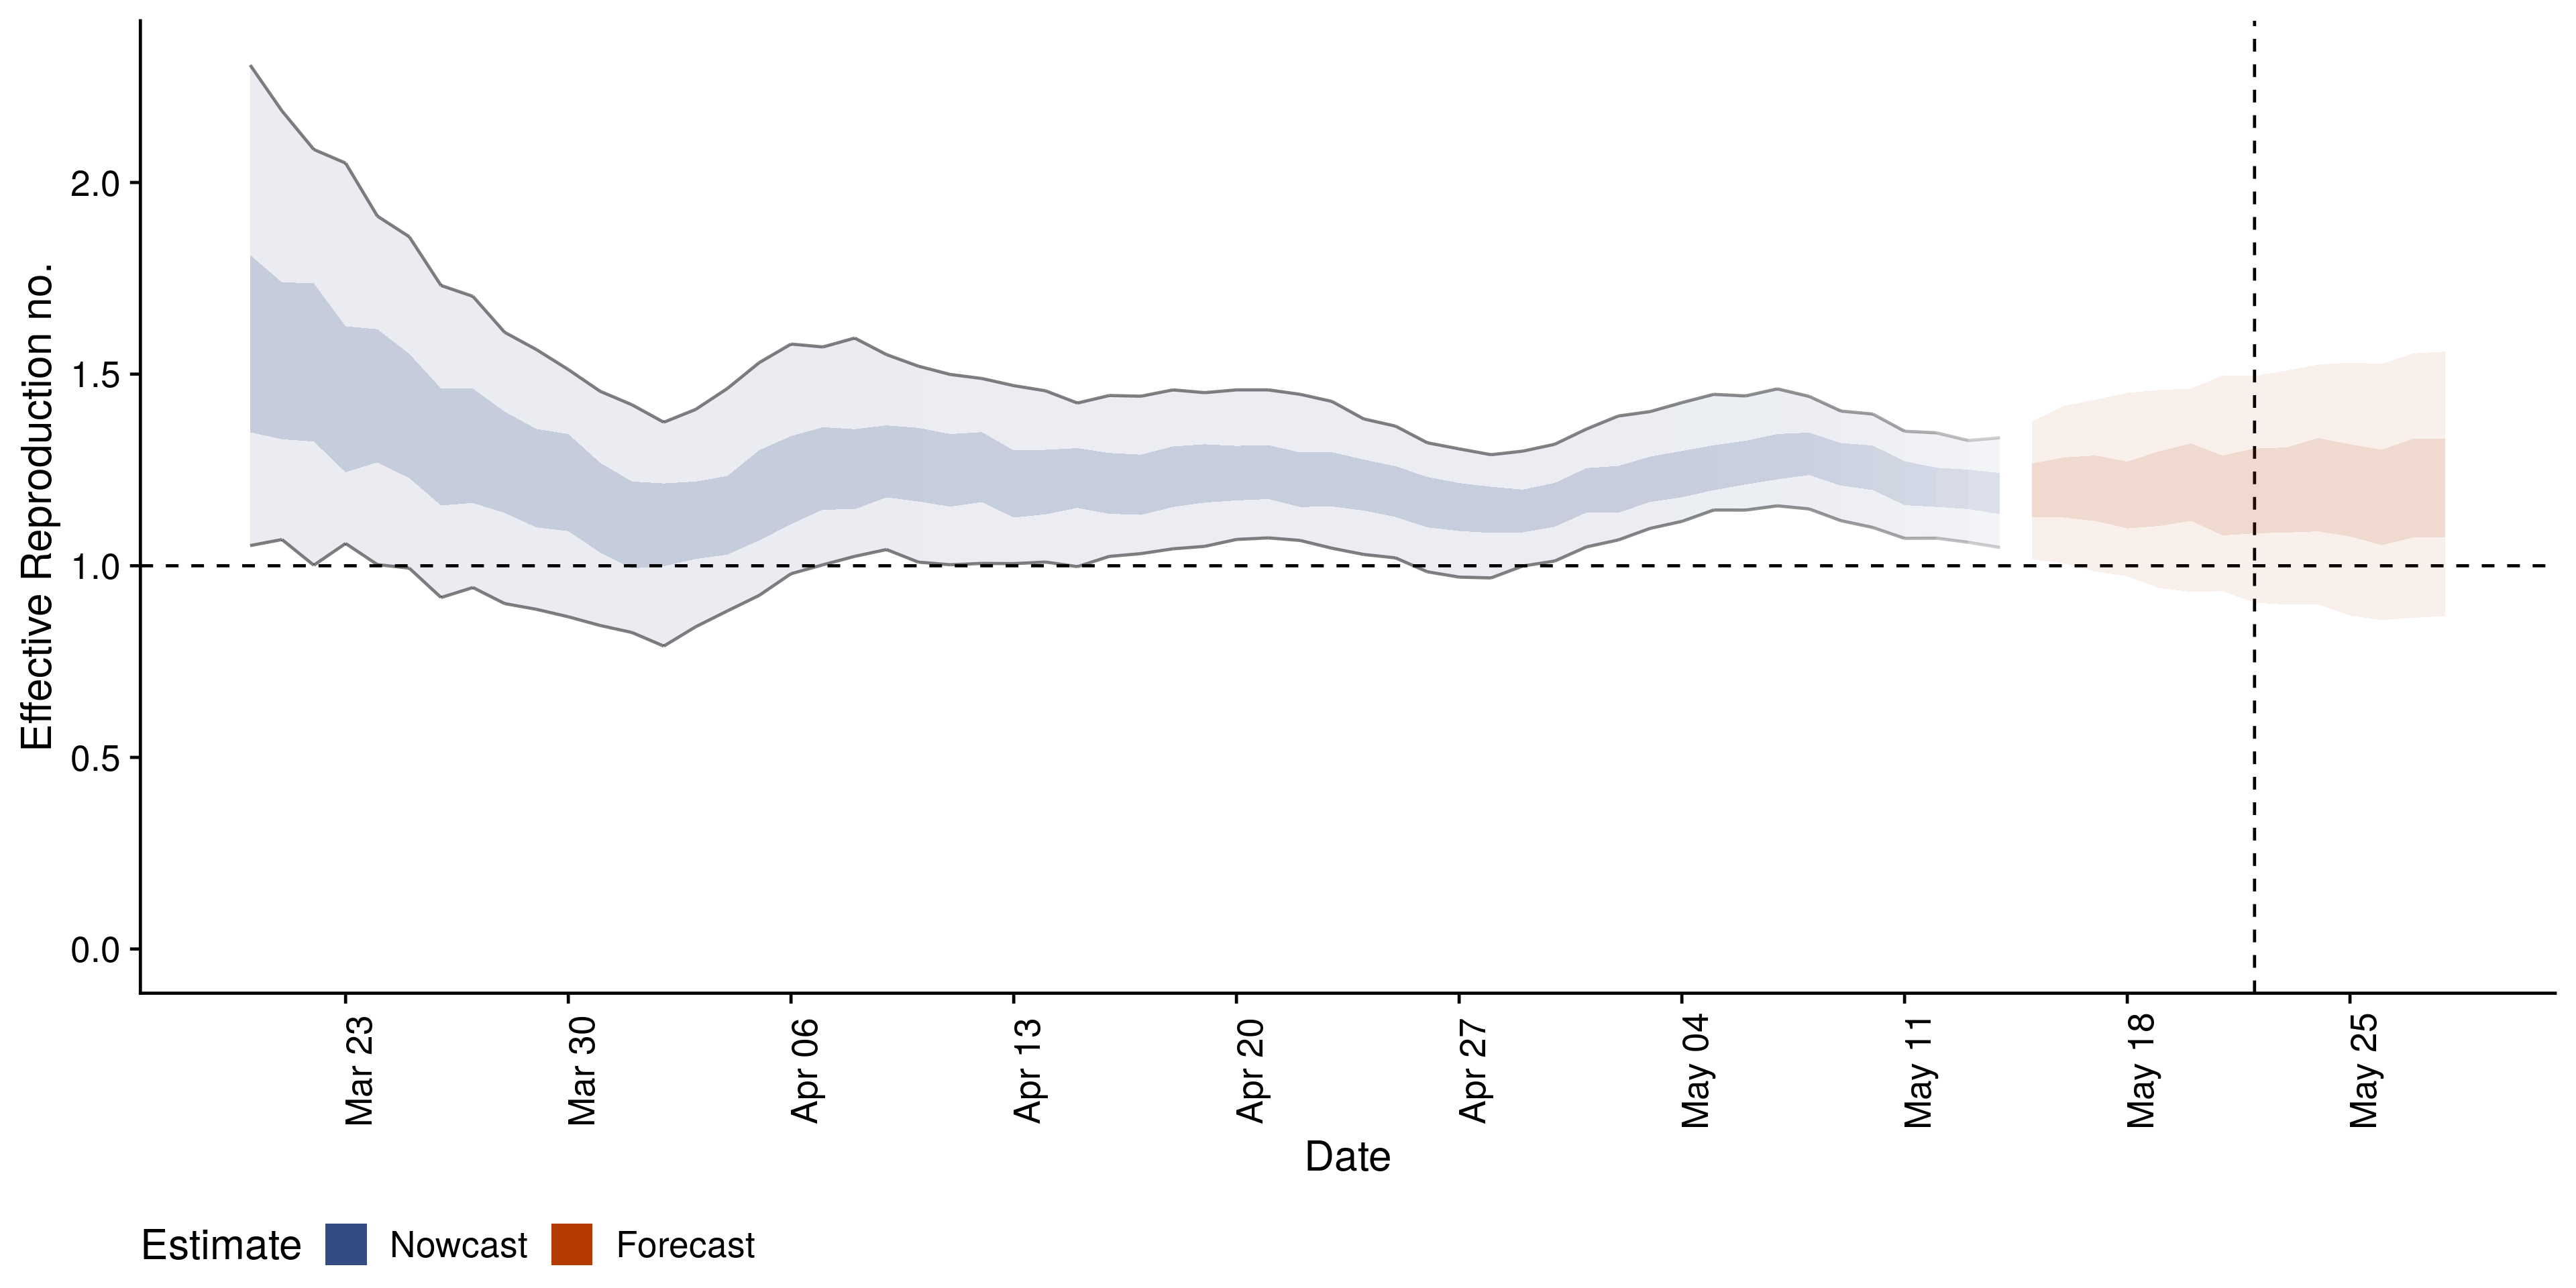 Effective Reproduction no.
2.0
1.5
1.0
0.5
0.0
Mar 23
Mar 30
Apr 06
Apr 13
Apr 20
Apr 27
May 04
May 11
May 18
May 25
Date
Estimate Nowcast Forecast